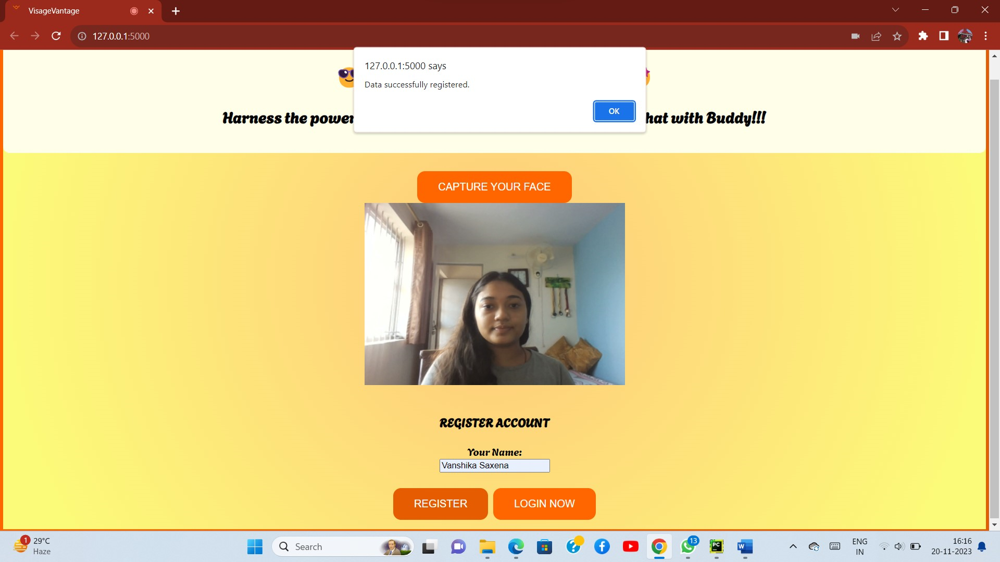 VisageVantage
127.0.0.1:5000
127.0.0.1:5000 says
Data successfully registered.
OK
Harness the power
hat with Buddy!!!
CAPTURE YOUR FACE
REGISTER ACCOUNT
Your Name:
Vanshika Saxena
REGISTER
LOGIN NOW
1
29°C
Haze
Search
13
PC
W
ENG
IN
16:16
20-11-2023